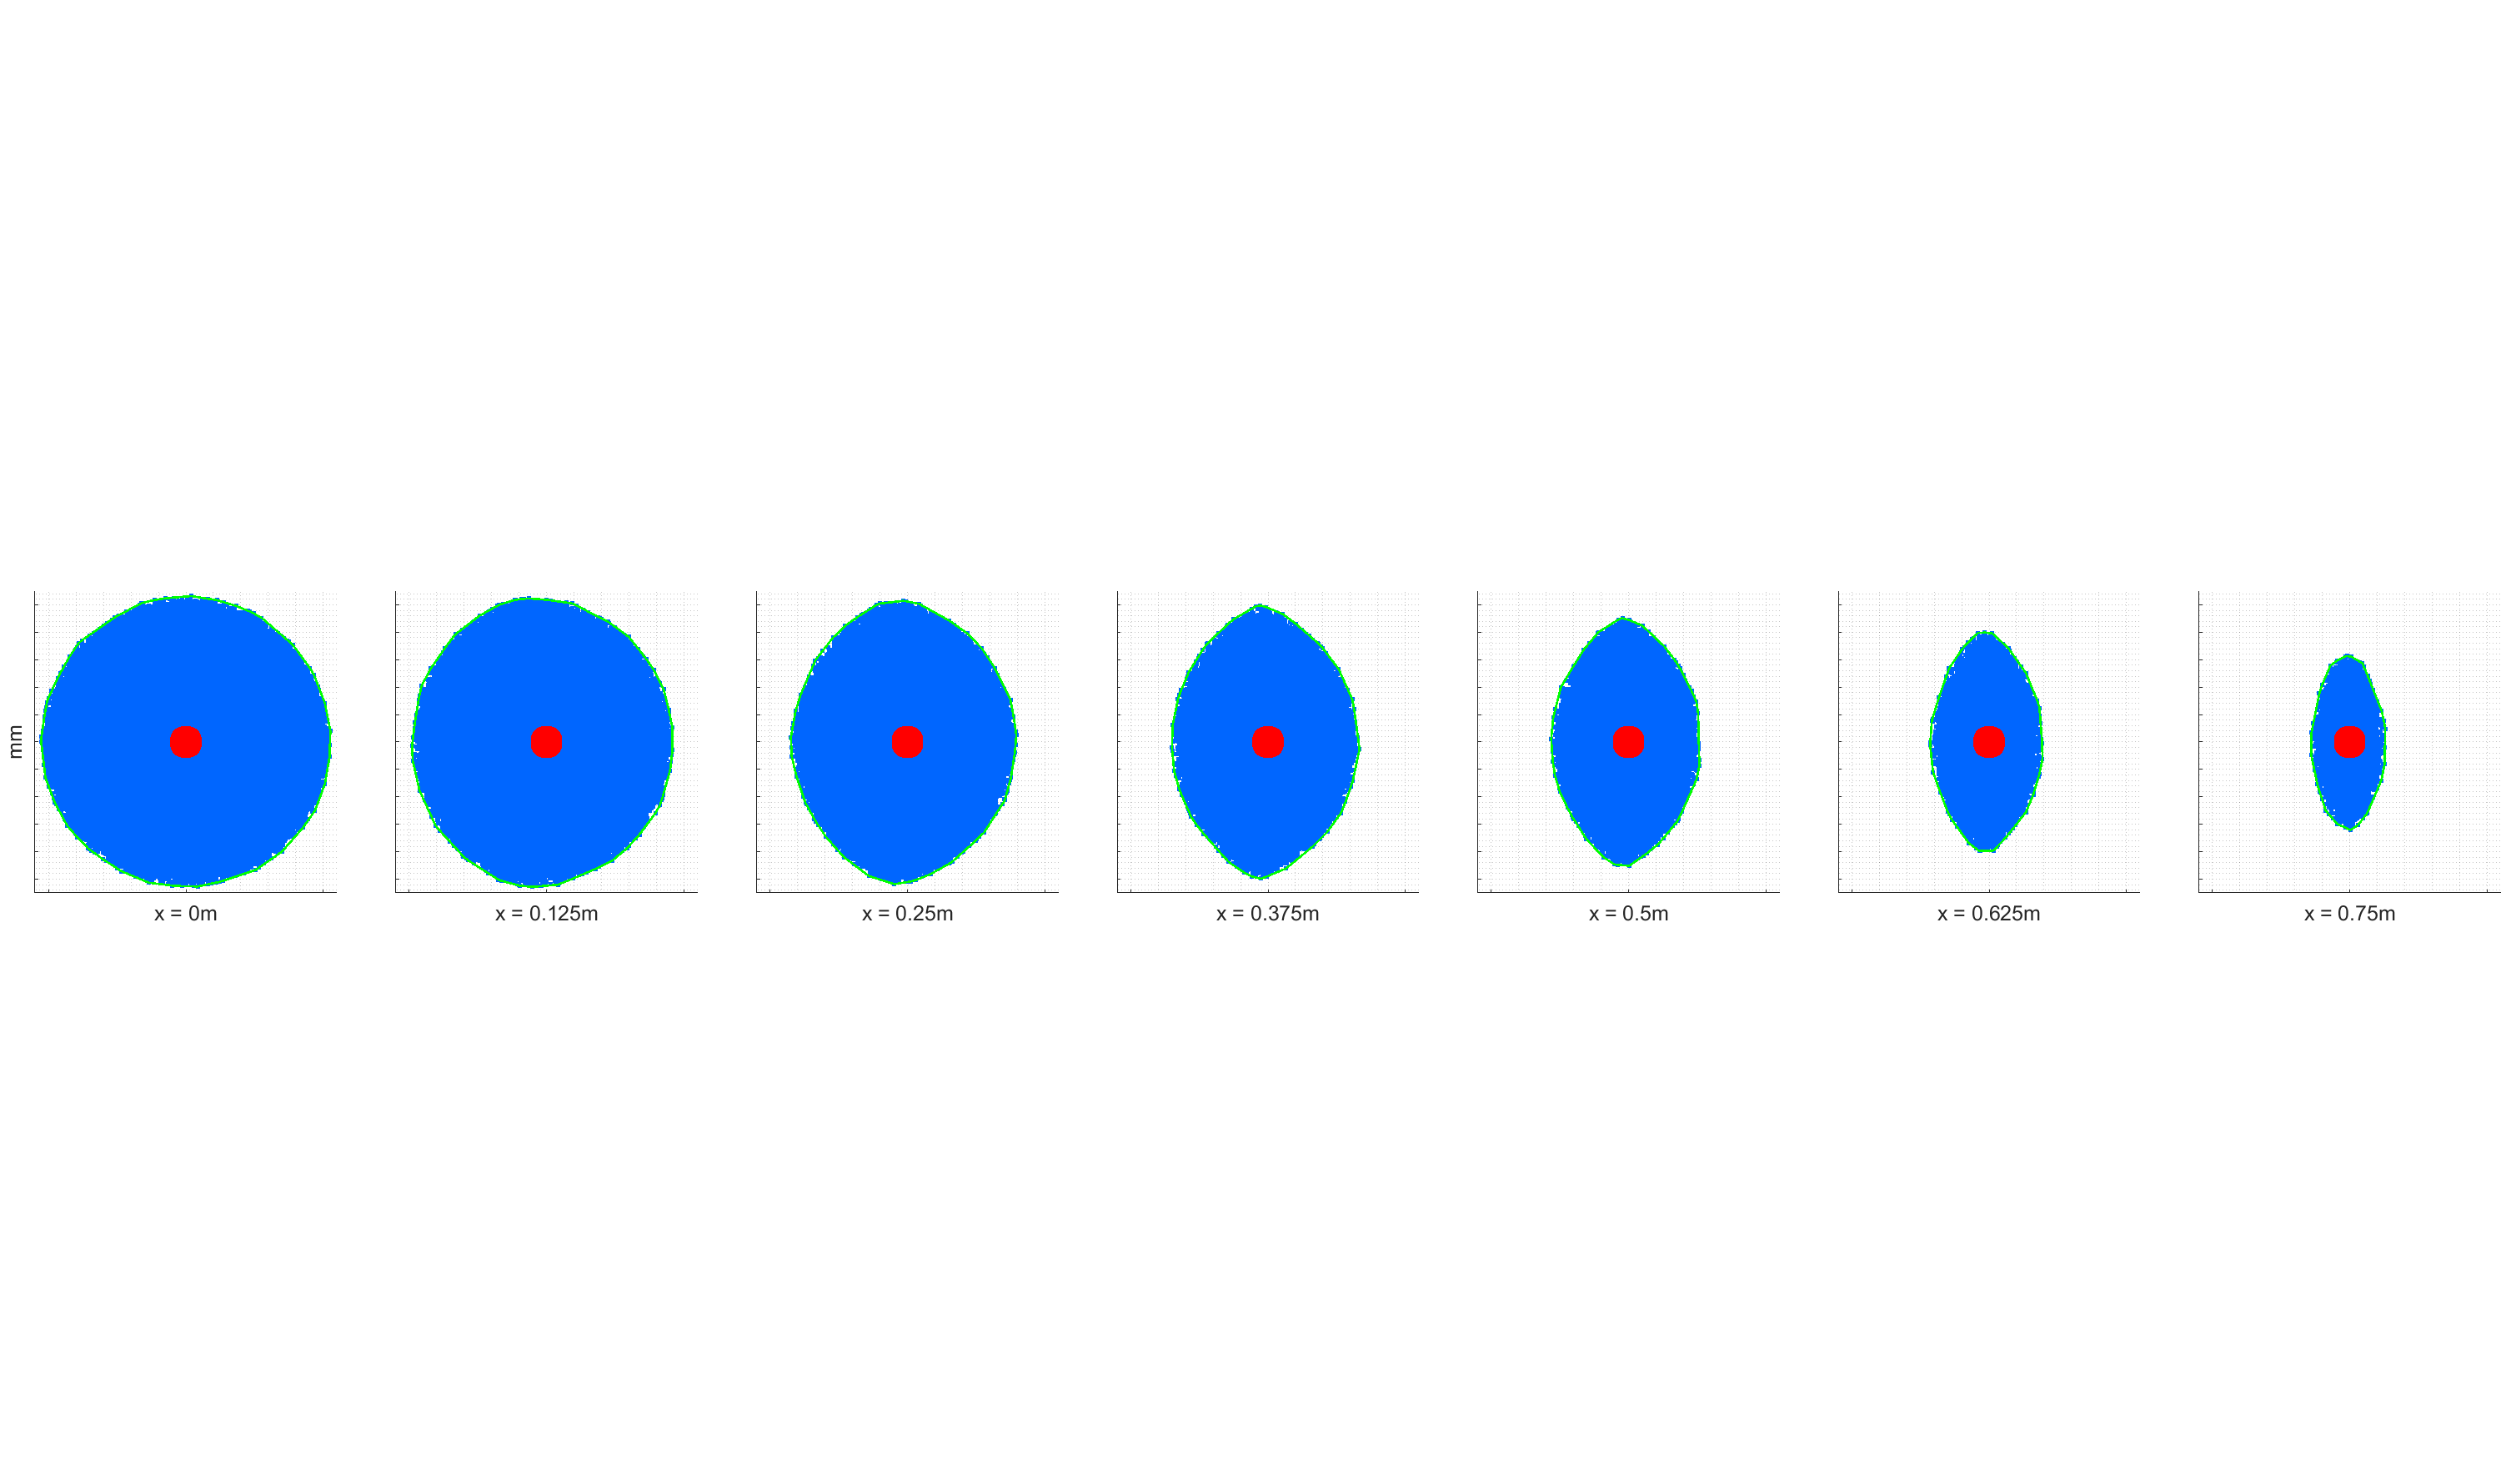 mm
x = 0m
x = 0.125m
x = 0.25m
x = 0.375m
x = 0.5m
x = 0.625m
x = 0.75m